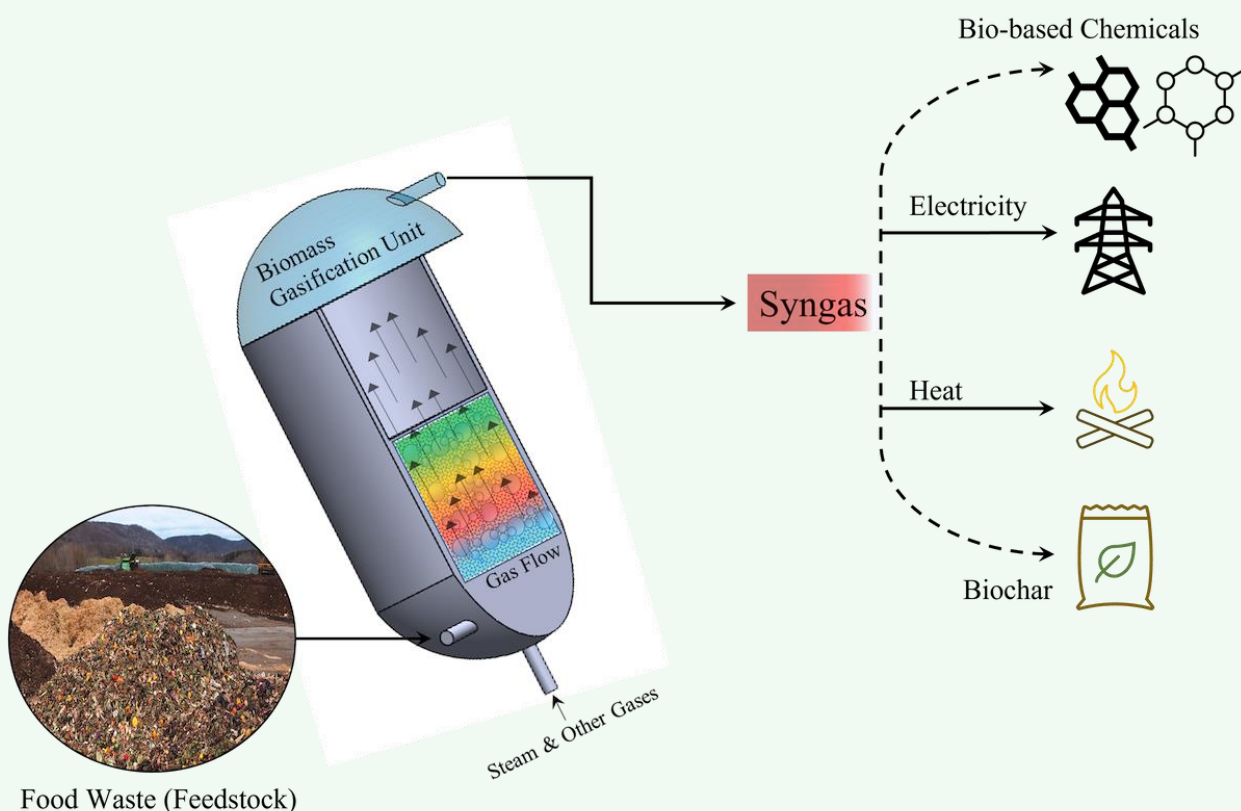 Bio-based Chemicals
Biomass
Gasification Unit
Electricity
Syngas
Heat
Gas Flow
Biochar
Steam & Other Gases
Food Waste (Feedstock)